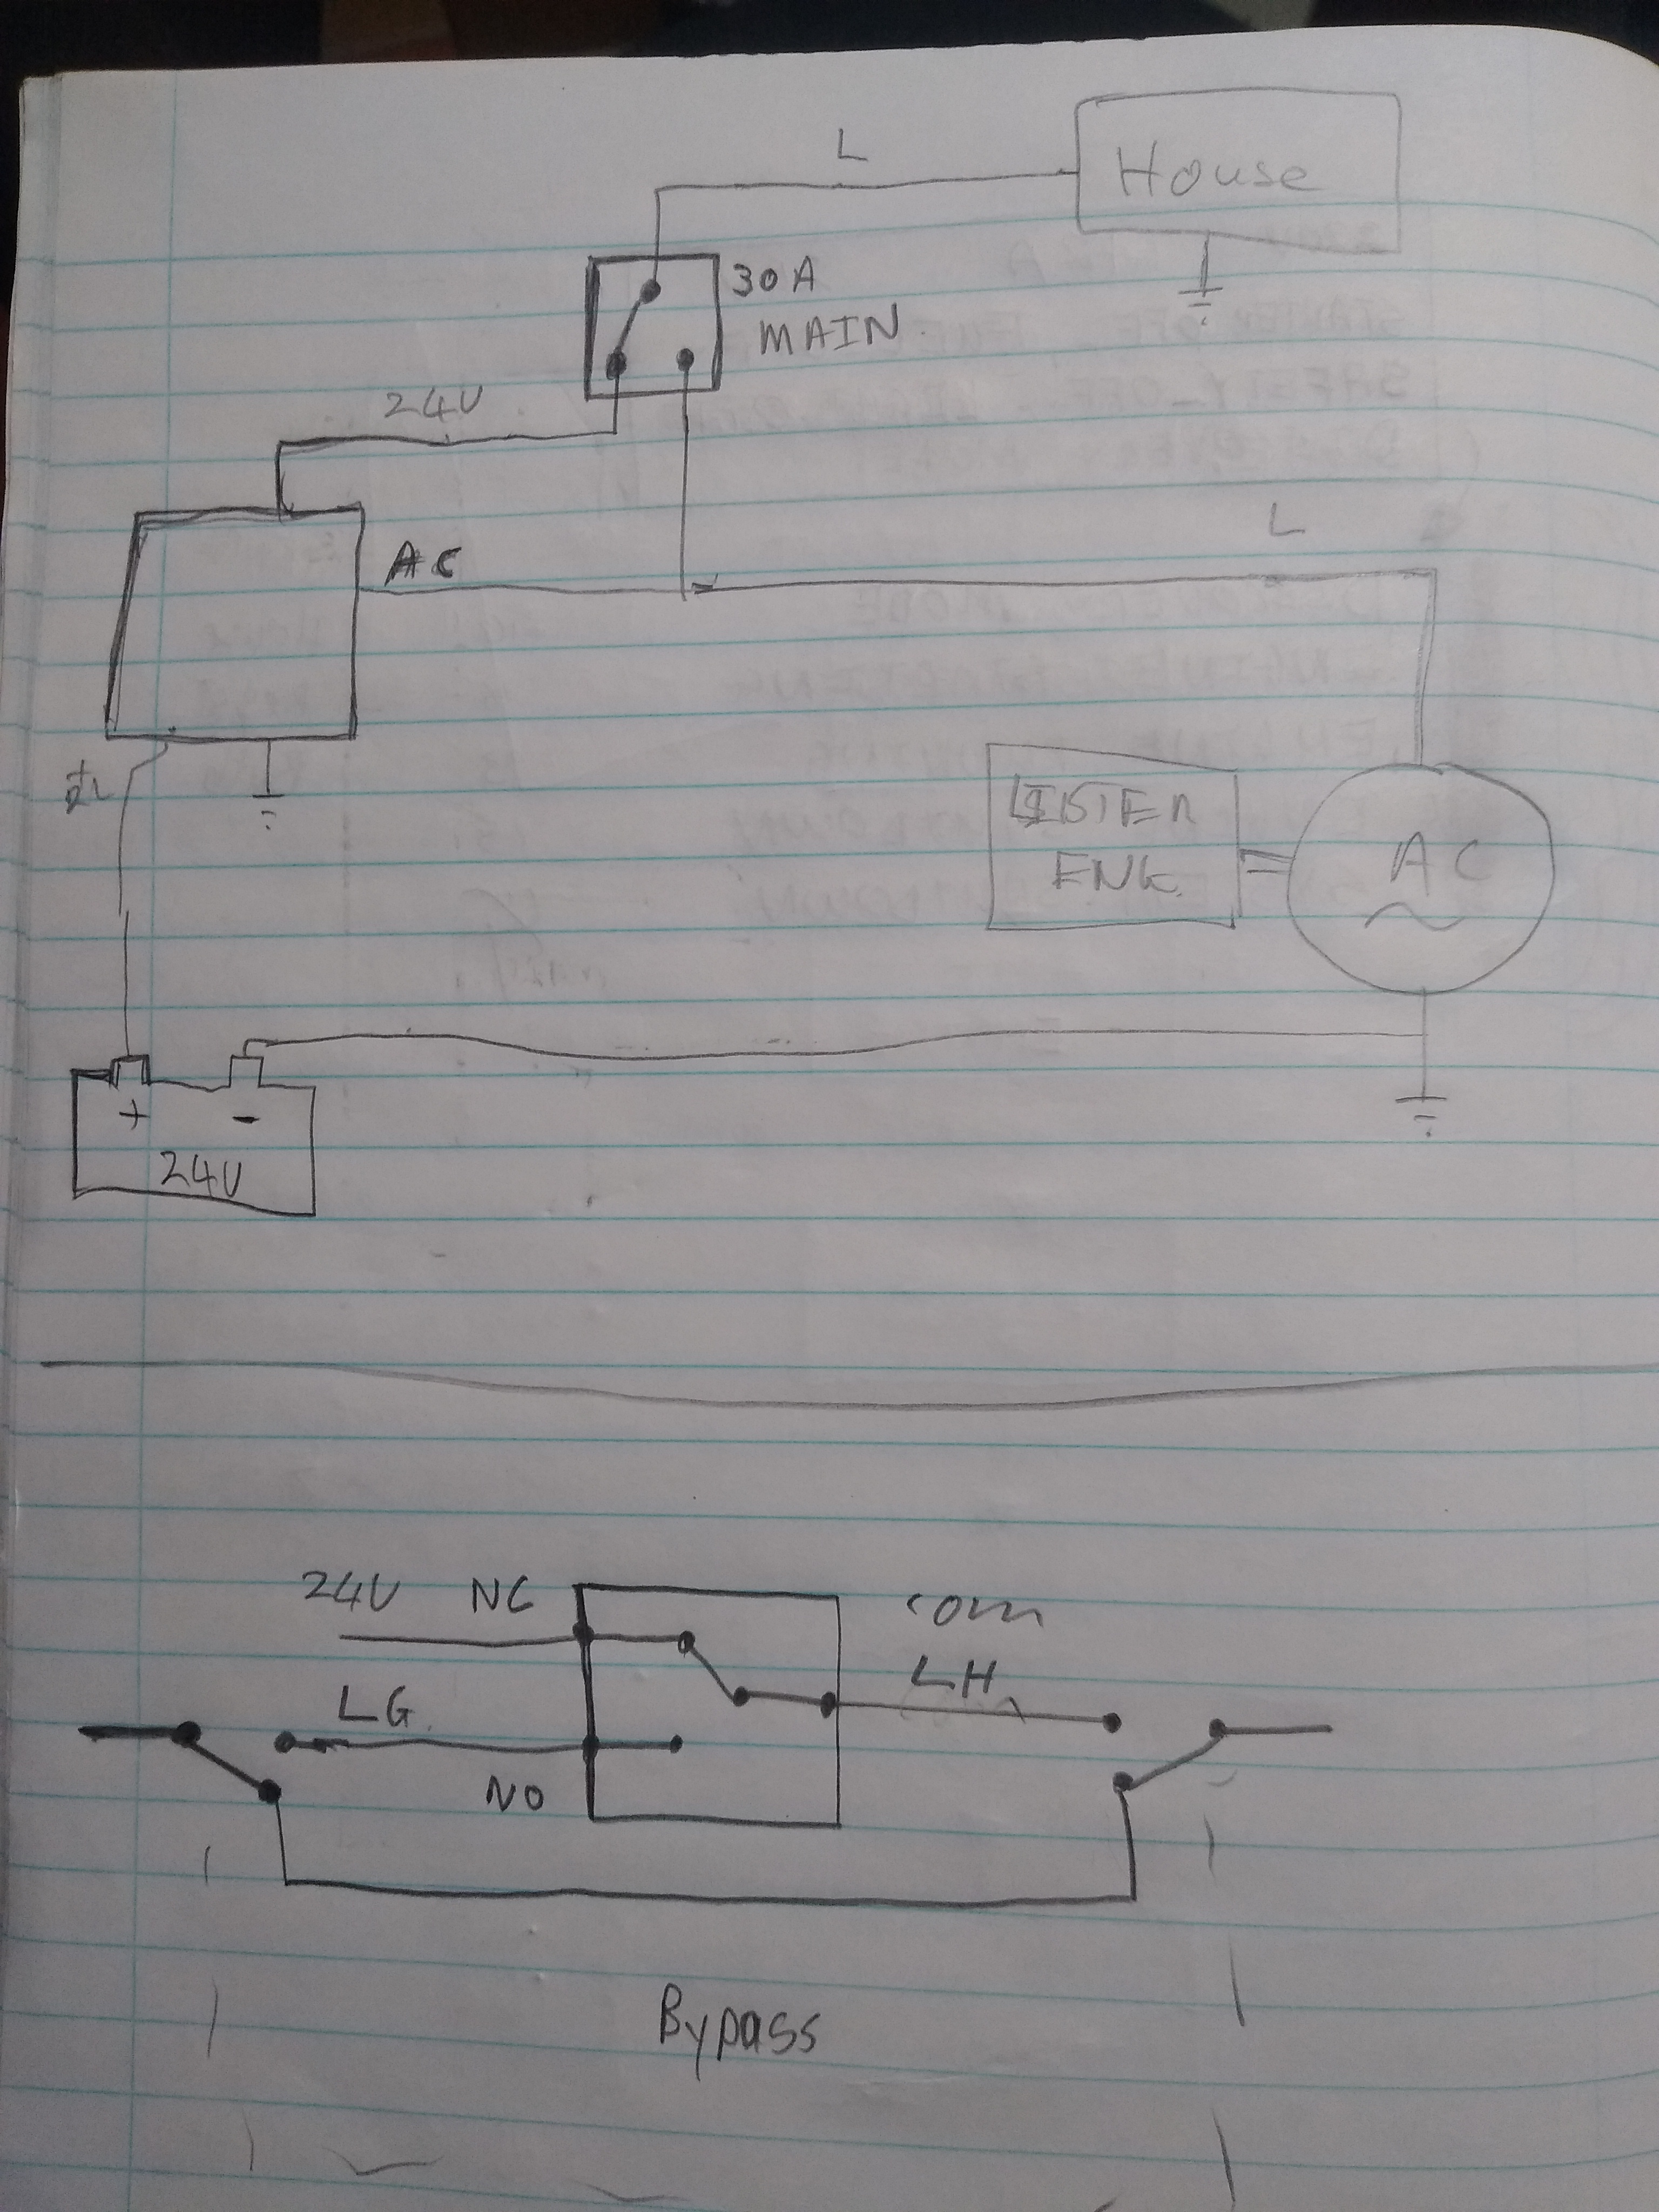 L
House
30A
MAIN.
24V
AC
L
LISTER
ENG.
AC
+ -
24V
24V NC
com
LH
LG.
NO
Bypass